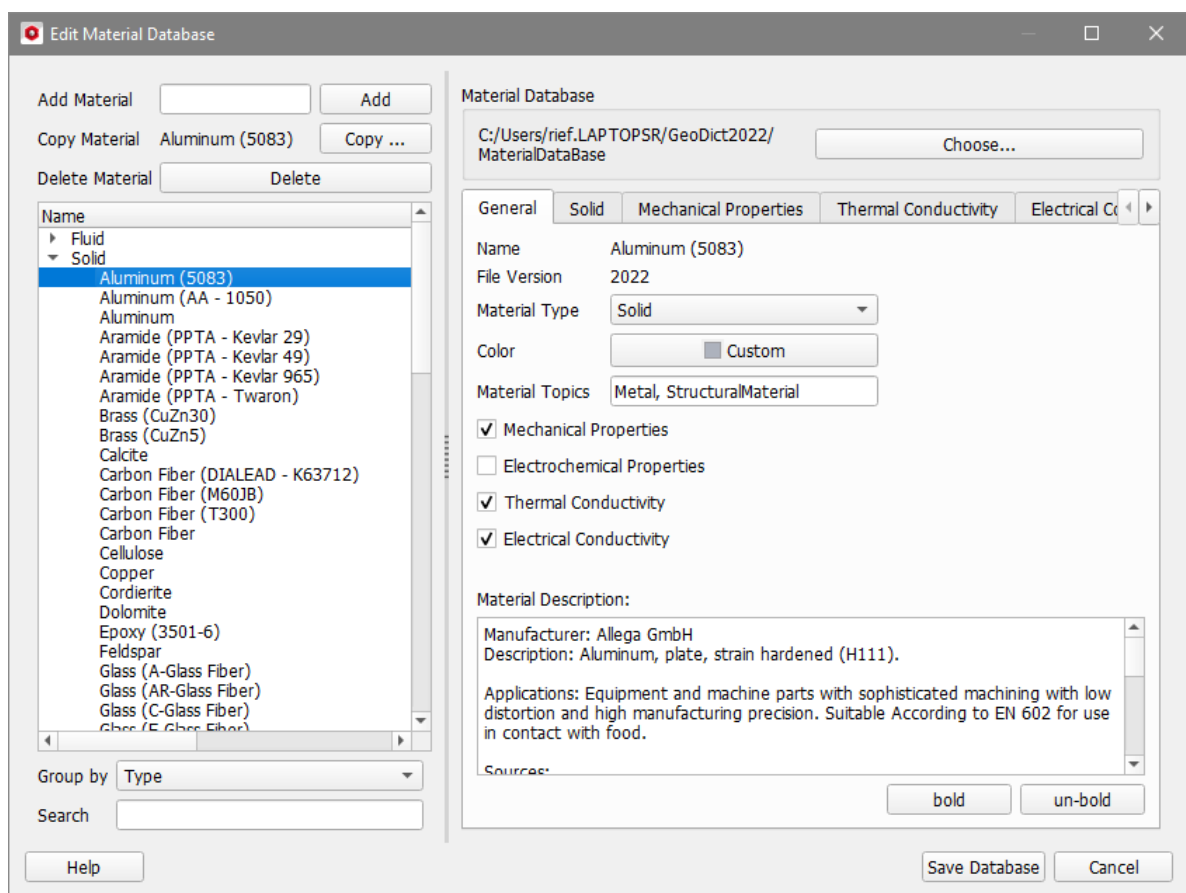 Edit Material Database
Add Material
Add
Copy Material
Aluminum (5083)
Copy ...
Delete Material
Delete
Name
Fluid
Solid
Aluminum (5083)
Aluminum (AA - 1050)
Aluminum
Aramide (PPTA - Kevlar 29)
Aramide (PPTA - Kevlar 49)
Aramide (PPTA - Kevlar 965)
Aramide (PPTA - Twaron)
Brass (CuZn30)
Brass (CuZn5)
Calcite
Carbon Fiber (DIALEAD - K63712)
Carbon Fiber (M60JB)
Carbon Fiber (T300)
Carbon Fiber
Cellulose
Copper
Cordierite
Dolomite
Epoxy (3501-6)
Feldspar
Glass (A-Glass Fiber)
Glass (AR-Glass Fiber)
Glass (C-Glass Fiber)
Glass (E-Glass Fiber)
Group by
Type
Search
Help
Material Database
C:/Users/rief.LAPTOPSR/GeoDict2022/
MaterialDataBase
Choose...
General
Solid
Mechanical Properties
Thermal Conductivity
Electrical Co
Name
Aluminum (5083)
File Version
2022
Material Type
Solid
Color
Custom
Material Topics
Metal, StructuralMaterial
Mechanical Properties
Electrochemical Properties
Thermal Conductivity
Electrical Conductivity
Material Description:
Manufacturer: Allega GmbH
Description: Aluminum, plate, strain hardened (H111).
Applications: Equipment and machine parts with sophisticated machining with low
distortion and high manufacturing precision. Suitable According to EN 602 for use
in contact with food.
Sources:
bold
un-bold
Save Database
Cancel